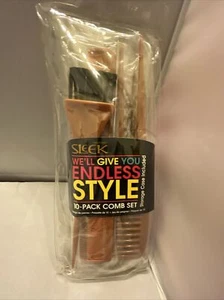 SLEEK
WE'LL GIVE YOU
ENDLESS
STYLE
10-PACK COMB SET
Storage Case Included